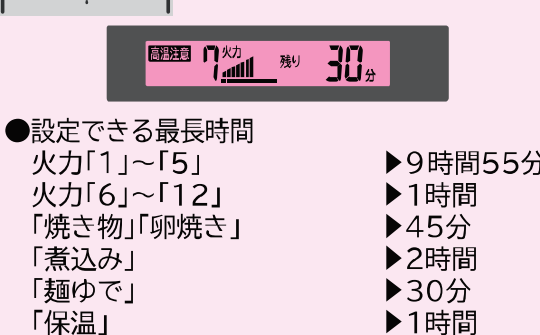 高温注意 7 火力 残り 30分
●設定できる最長時間
火力「1」～「5」 ▶9時間55分
火力「6」～「12」 ▶1時間
「焼き物」「卵焼き」 ▶45分
「煮込み」 ▶2時間
「麺ゆで」 ▶30分
「保温」 ▶1時間